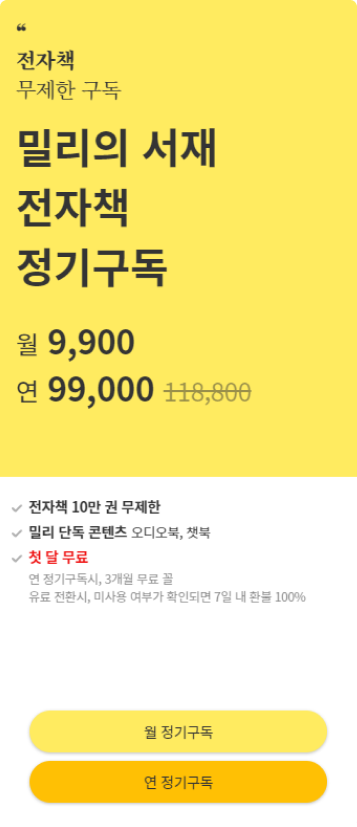 ❝
전자책
무제한 구독
밀리의 서재
전자책
정기구독
월 9,900
연 99,000 118,800
전자책 10만 권 무제한
밀리 단독 콘텐츠 오디오북, 챗북
첫 달 무료
연 정기구독시, 3개월 무료 꼴
유료 전환시, 미사용 여부가 확인되면 7일 내 환불 100%
월 정기구독
연 정기구독